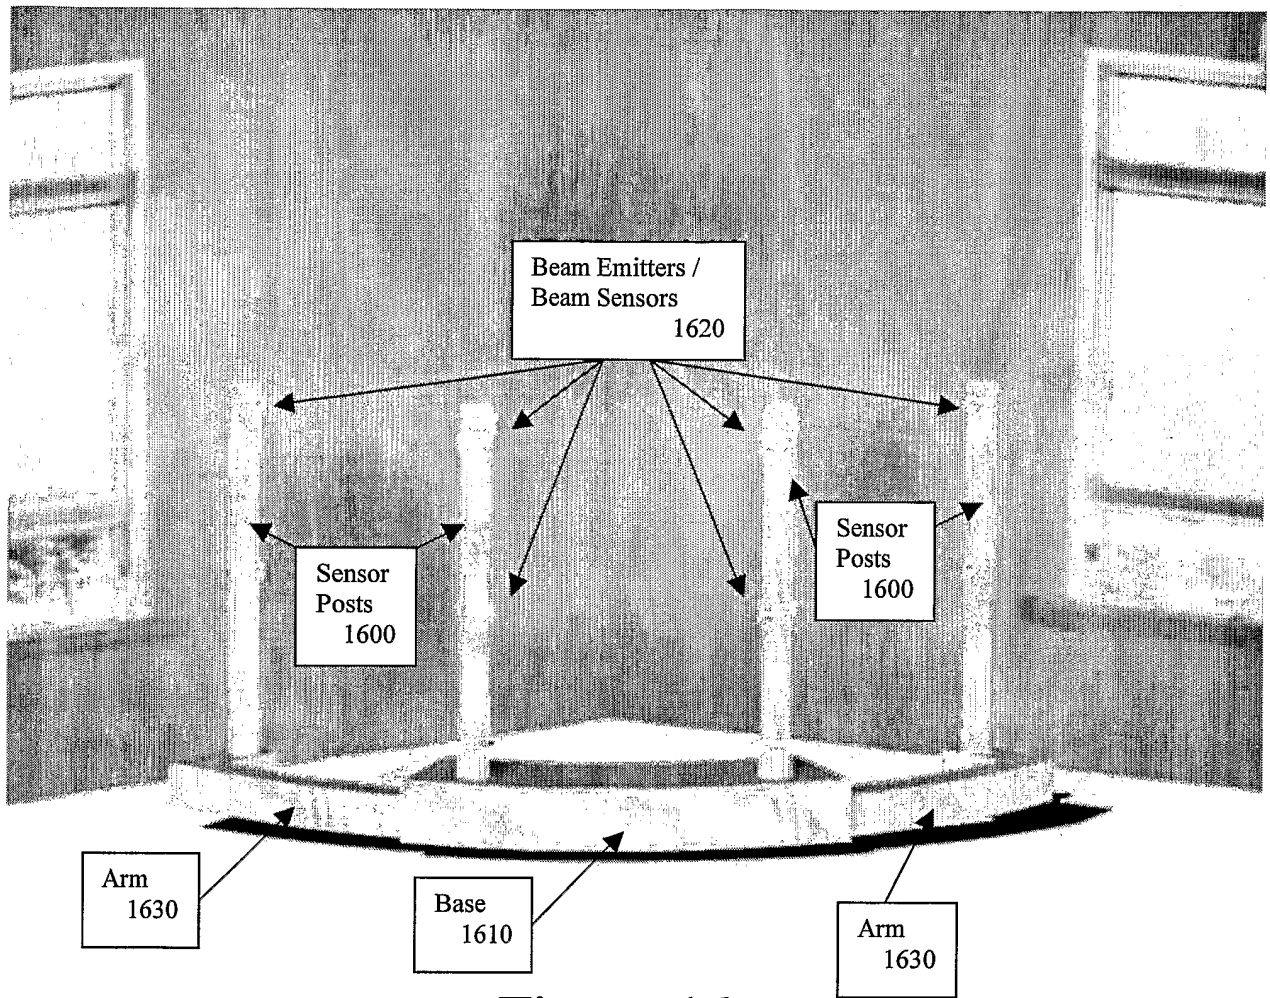 Beam Emitters /
Beam Sensors
1620
Sensor
Posts
1600
Sensor
Posts
1600
Arm
1630
Base
1610
Arm
1630